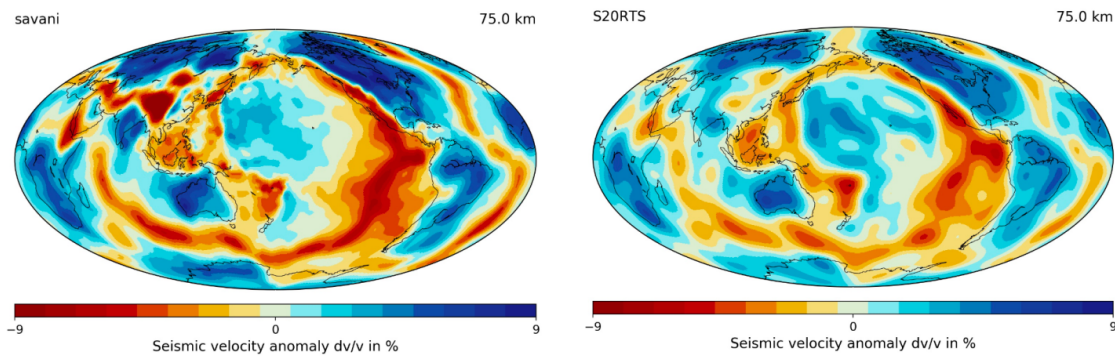 savani 75.0 km
−9 0 9
Seismic velocity anomaly dv/v in %
S20RTS 75.0 km
−9 0 9
Seismic velocity anomaly dv/v in %